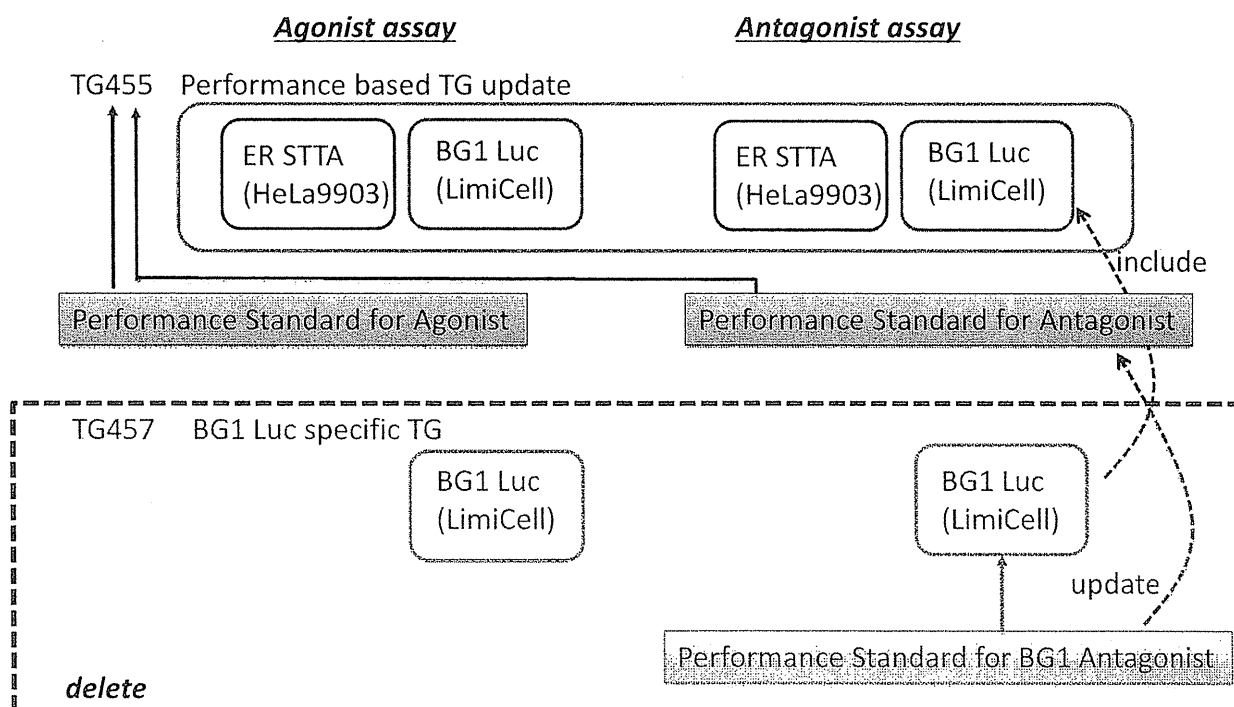 Agonist assay
Antagonist assay
TG455 Performance based TG update
ER STTA
(HeLa9903)
BG1 Luc
(LimiCell)
ER STTA
(HeLa9903)
BG1 Luc
(LimiCell)
include
Performance Standard for Agonist
Performance Standard for Antagonist
TG457 BG1 Luc specific TG
BG1 Luc
(LimiCell)
BG1 Luc
(LimiCell)
update
Performance Standard for BG1 Antagonist
delete